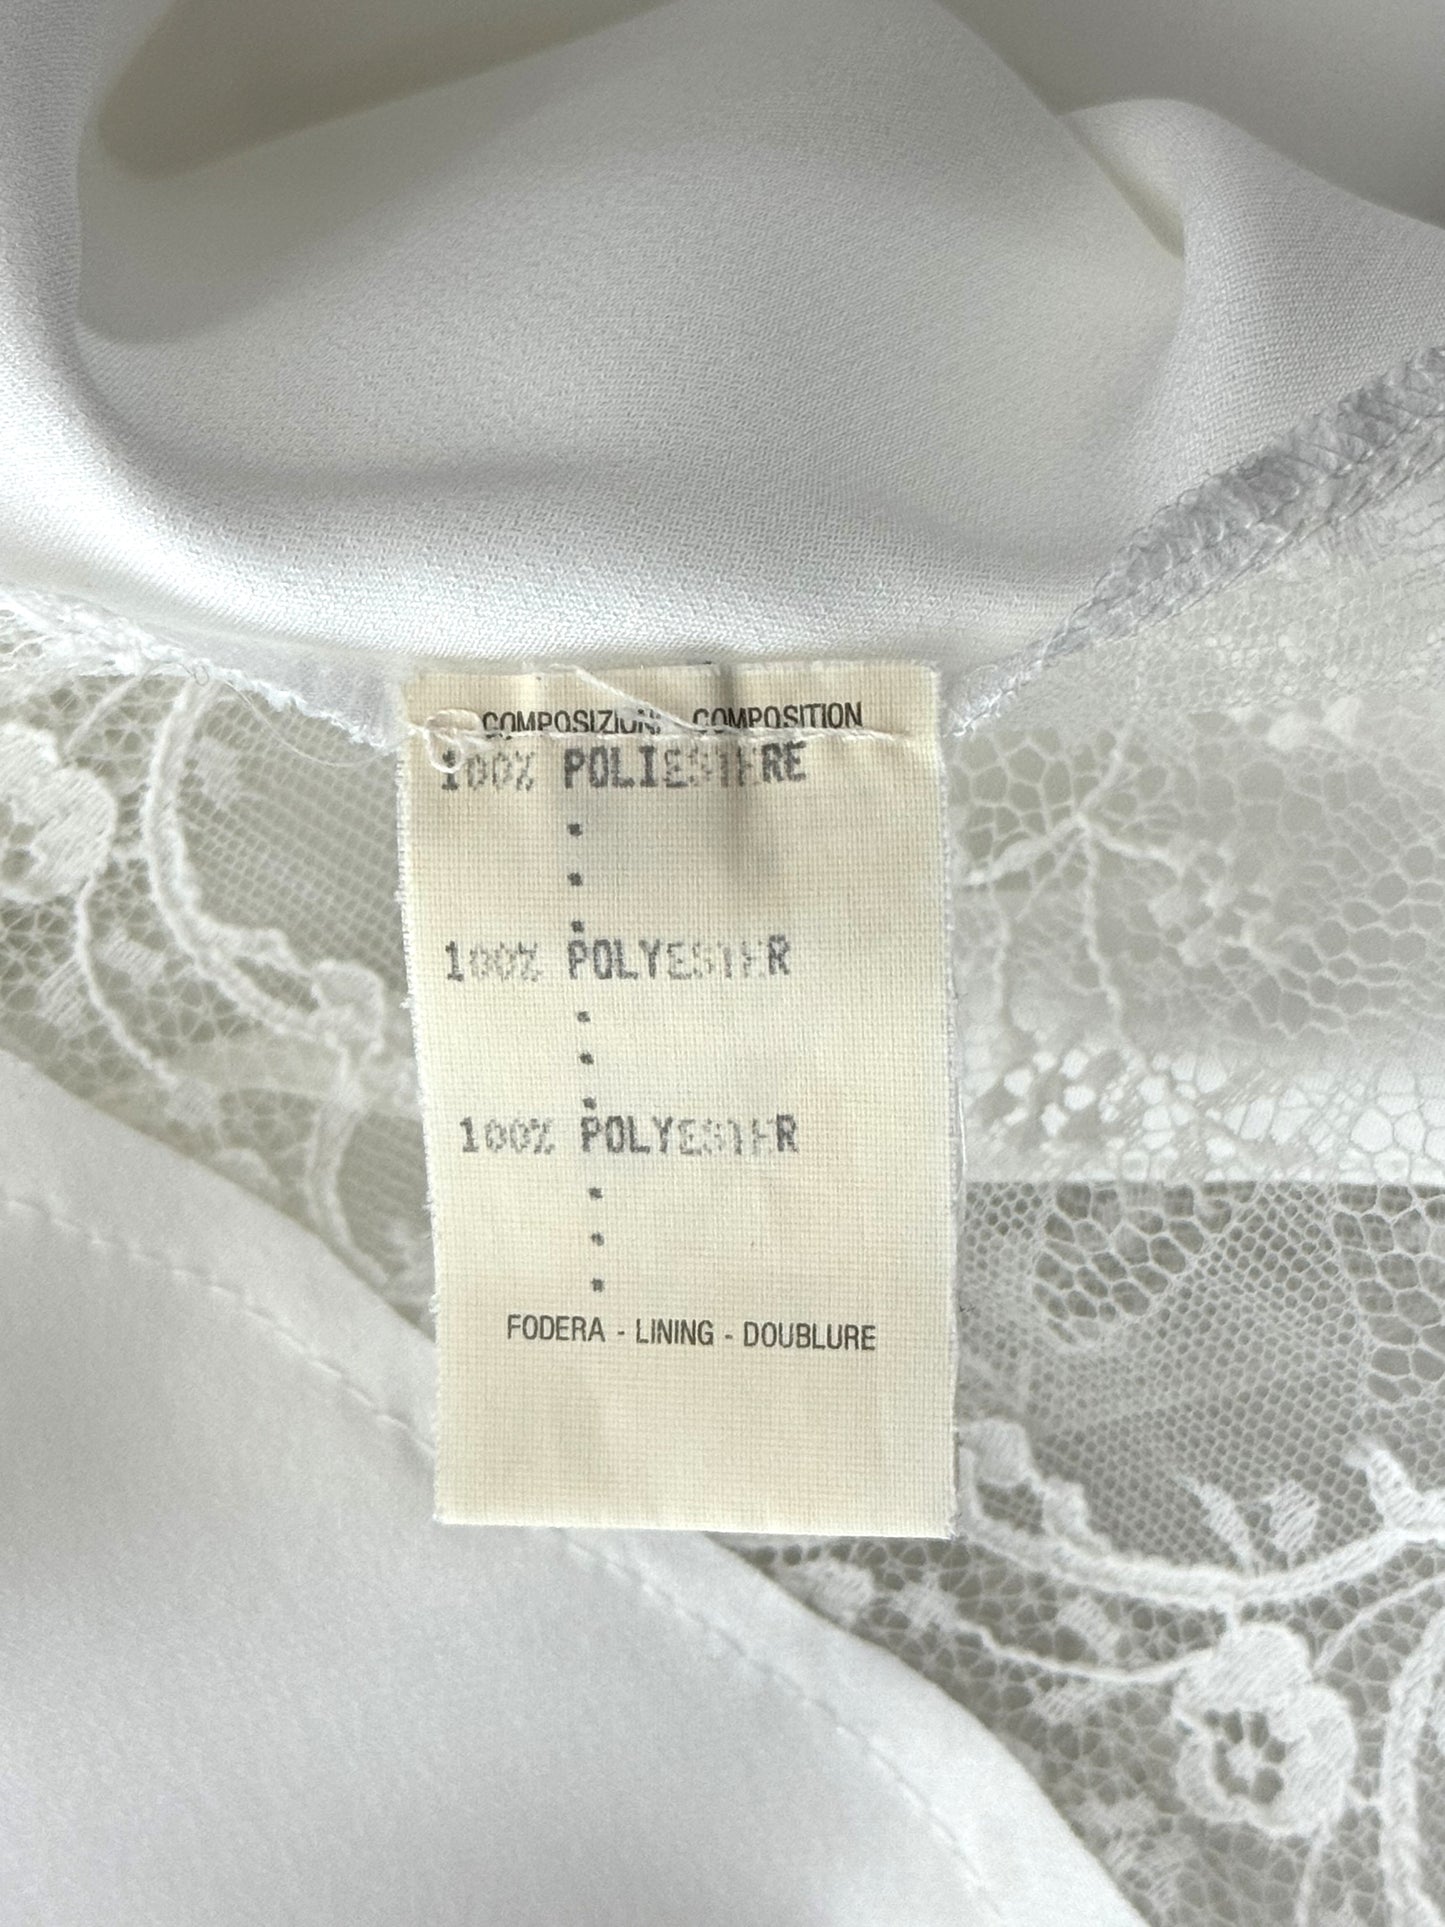 COMPOSIZIONE COMPOSITION
100% POLIESTERE
100% POLYESTER
100% POLYESTER
FODERA - LINING - DOUBLURE